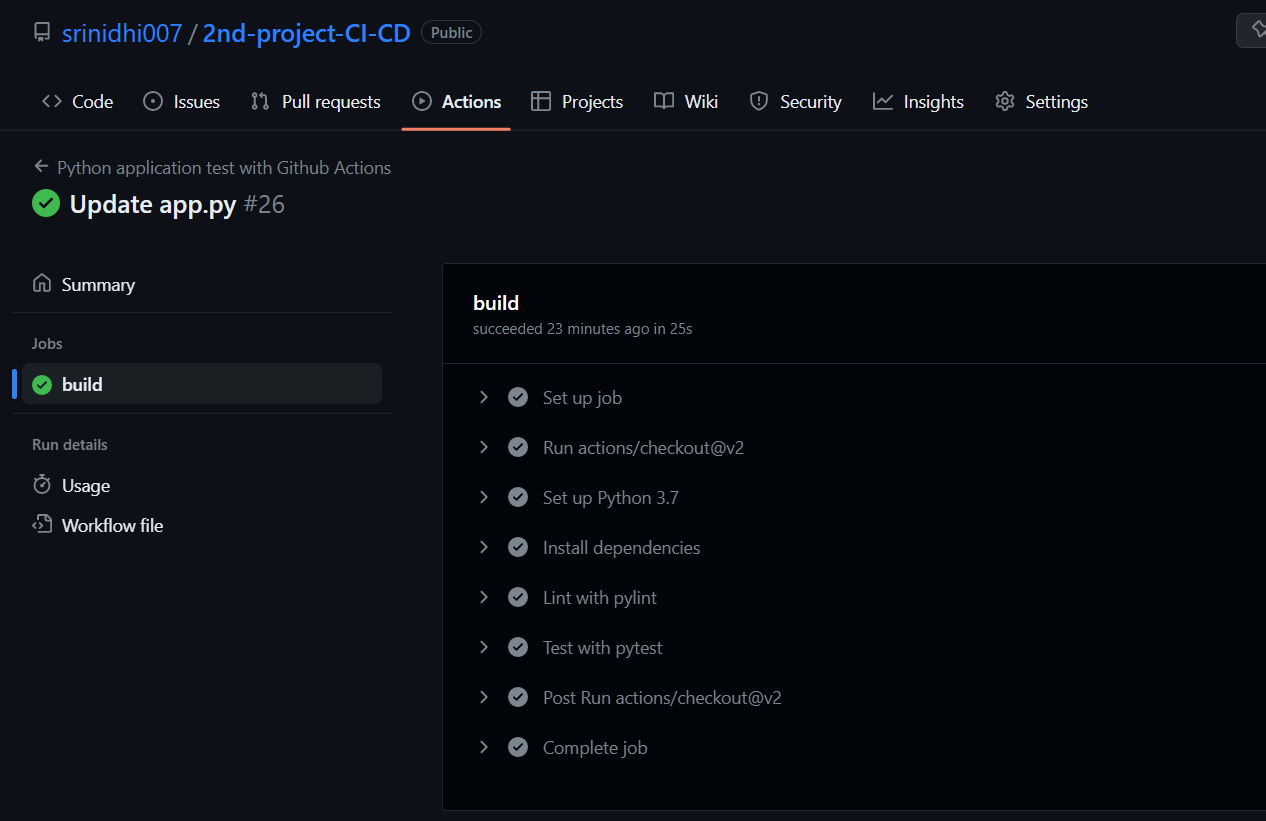 srinidhi007 / 2nd-project-CI-CD Public
Code Issues Pull requests Actions Projects Wiki Security Insights Settings
Python application test with Github Actions
Update app.py #26
Summary
Jobs
build
Run details
Usage
Workflow file
build
succeeded 23 minutes ago in 25s
Set up job
Run actions/checkout@v2
Set up Python 3.7
Install dependencies
Lint with pylint
Test with pytest
Post Run actions/checkout@v2
Complete job